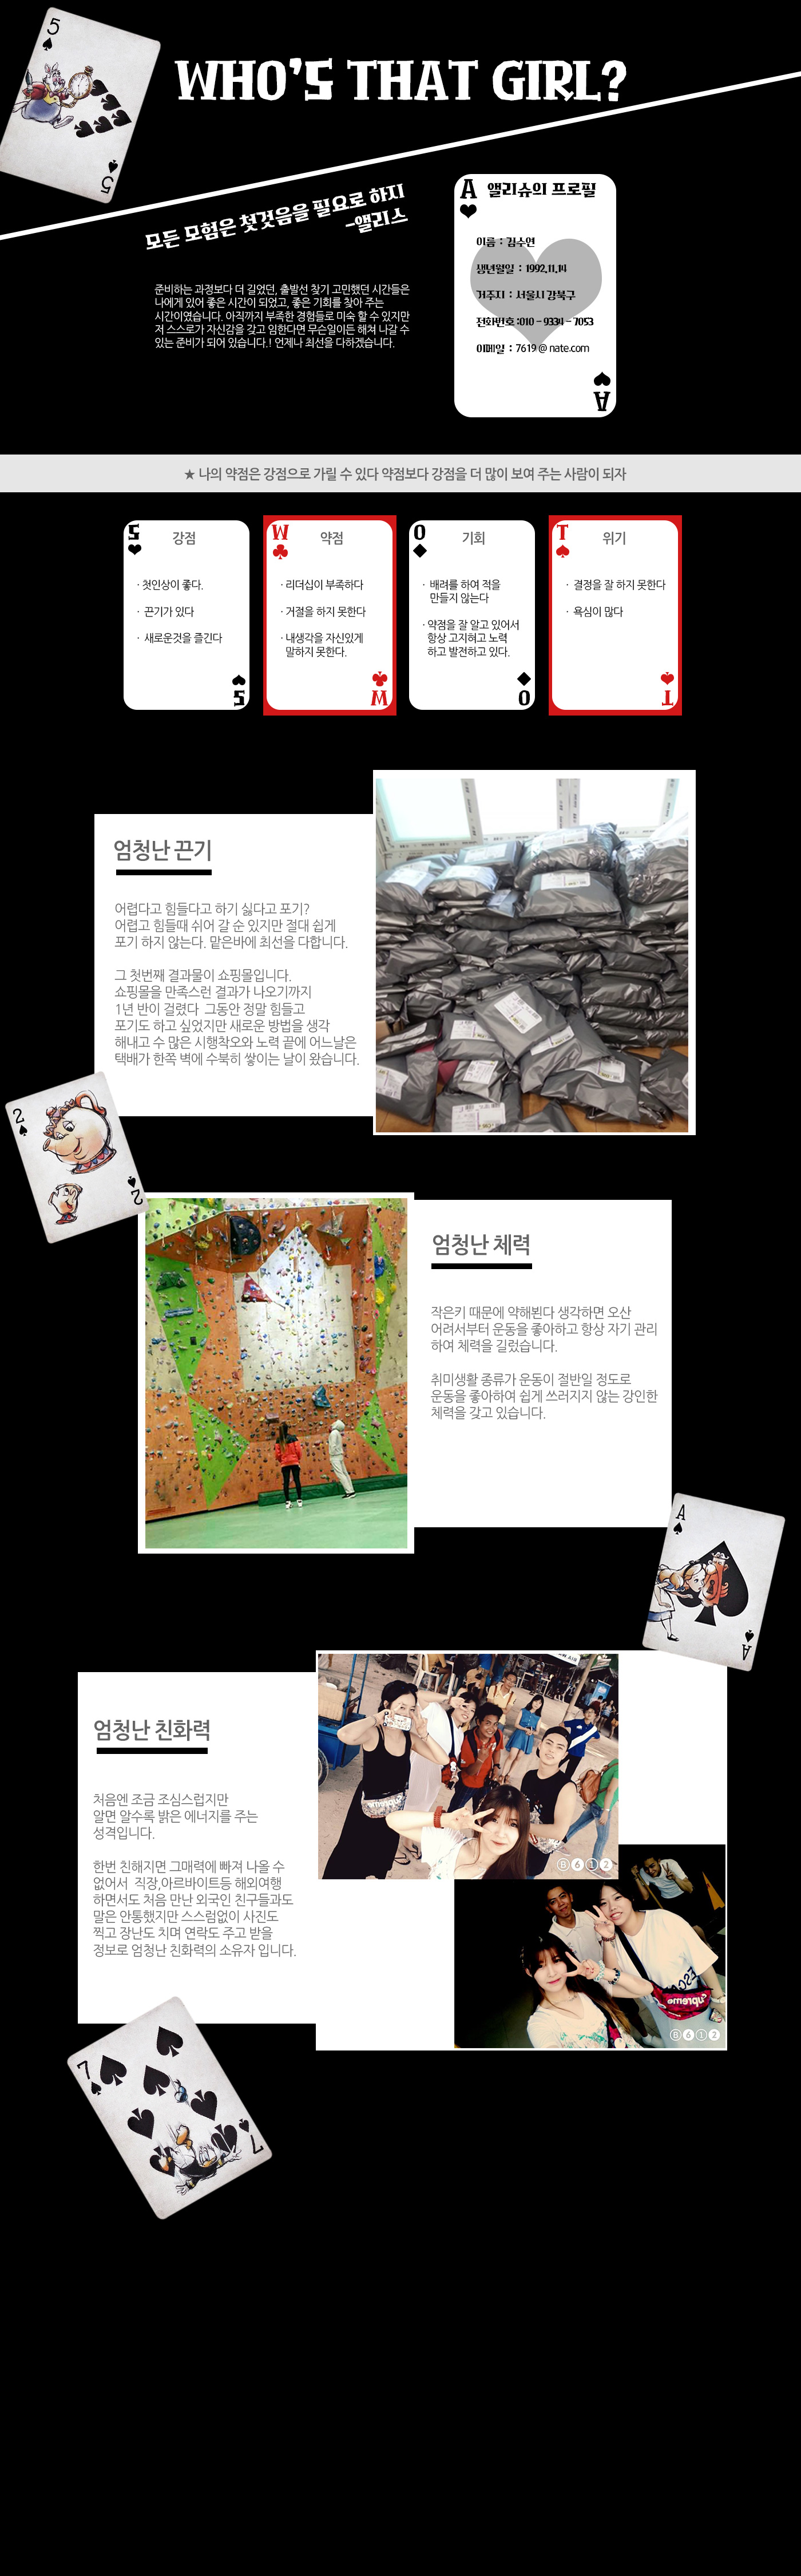 5
WHO'S THAT GIRL?
5
모든 모험은 첫걷음을 필요로 하지
-앨리스
준비하는 과정보다 더 길었던, 출발선 찾기 고민했던 시간들은
나에게 있어 좋은 시간이 되었고, 좋은 기회를 찾아 주는
시간이였습니다. 아직까지 부족한 경험들로 미숙 할 수 있지만
저 스스로가 자신감을 갖고 임한다면 무슨일이든 해쳐 나갈 수
있는 준비가 되어 있습니다.! 언제나 최선을 다하겠습니다.
A 앨리슈의 프로필
이름 : 김수연
생년월일 : 1992.11.14
거주지 : 서울시 강북구
전화번호 :010 - 9334 - 7053
이메일 : 7619 @ nate.com
A
★ 나의 약점은 강점으로 가릴 수 있다 약점보다 강점을 더 많이 보여 주는 사람이 되자
S 강점
· 첫인상이 좋다.
· 끈기가 있다
· 새로운것을 즐긴다
S
W 약점
· 리더십이 부족하다
· 거절을 하지 못한다
· 내생각을 자신있게
말하지 못한다.
W
O 기회
· 배려를 하여 적을
만들지 않는다
· 약점을 잘 알고 있어서
항상 고지혀고 노력
하고 발전하고 있다.
O
T 위기
· 결정을 잘 하지 못한다
· 욕심이 많다
T
엄청난 끈기
어렵다고 힘들다고 하기 싫다고 포기?
어렵고 힘들때 쉬어 갈 순 있지만 절대 쉽게
포기 하지 않는다. 맡은바에 최선을 다합니다.
그 첫번째 결과물이 쇼핑몰입니다.
쇼핑몰을 만족스런 결과가 나오기까지
1년 반이 걸렸다 그동안 정말 힘들고
포기도 하고 싶었지만 새로운 방법을 생각
해내고 수 많은 시행착오와 노력 끝에 어느날은
택배가 한쪽 벽에 수북히 쌓이는 날이 왔습니다.
2
2
엄청난 체력
작은키 때문에 약해뵌다 생각하면 오산
어려서부터 운동을 좋아하고 항상 자기 관리
하여 체력을 길렀습니다.
취미생활 종류가 운동이 절반일 정도로
운동을 좋아하여 쉽게 쓰러지지 않는 강인한
체력을 갖고 있습니다.
A
A
엄청난 친화력
처음엔 조금 조심스럽지만
알면 알수록 밝은 에너지를 주는
성격입니다.
한번 친해지면 그매력에 빠져 나올 수
없어서 직장,아르바이트등 해외여행
하면서도 처음 만난 외국인 친구들과도
말은 안통했지만 스스럼없이 사진도
찍고 장난도 치며 연락도 주고 받을
정보로 엄청난 친화력의 소유자 입니다.
B612
Supreme
B612
7
7